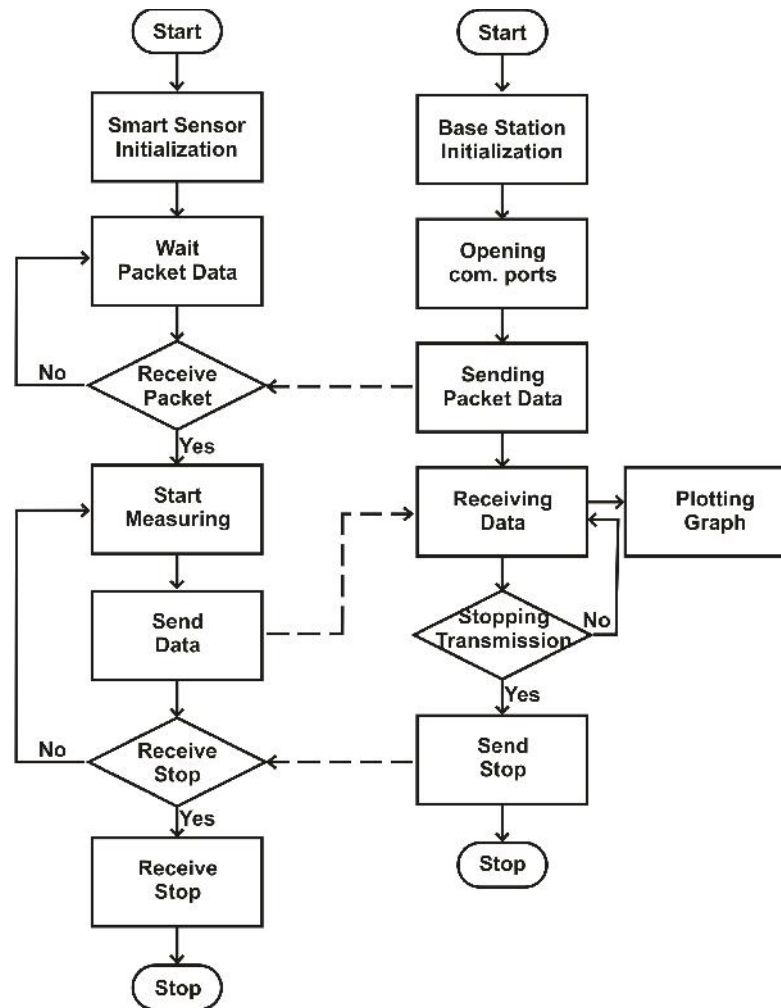 Start
Smart Sensor
Initialization
Wait
Packet Data
No
Receive
Packet
Yes
Start
Measuring
Send
Data
No
Receive
Stop
Yes
Receive
Stop
Stop
Start
Base Station
Initialization
Opening
com. ports
Sending
Packet Data
Receiving
Data
Plotting
Graph
Stopping
Transmission
No
Yes
Send
Stop
Stop